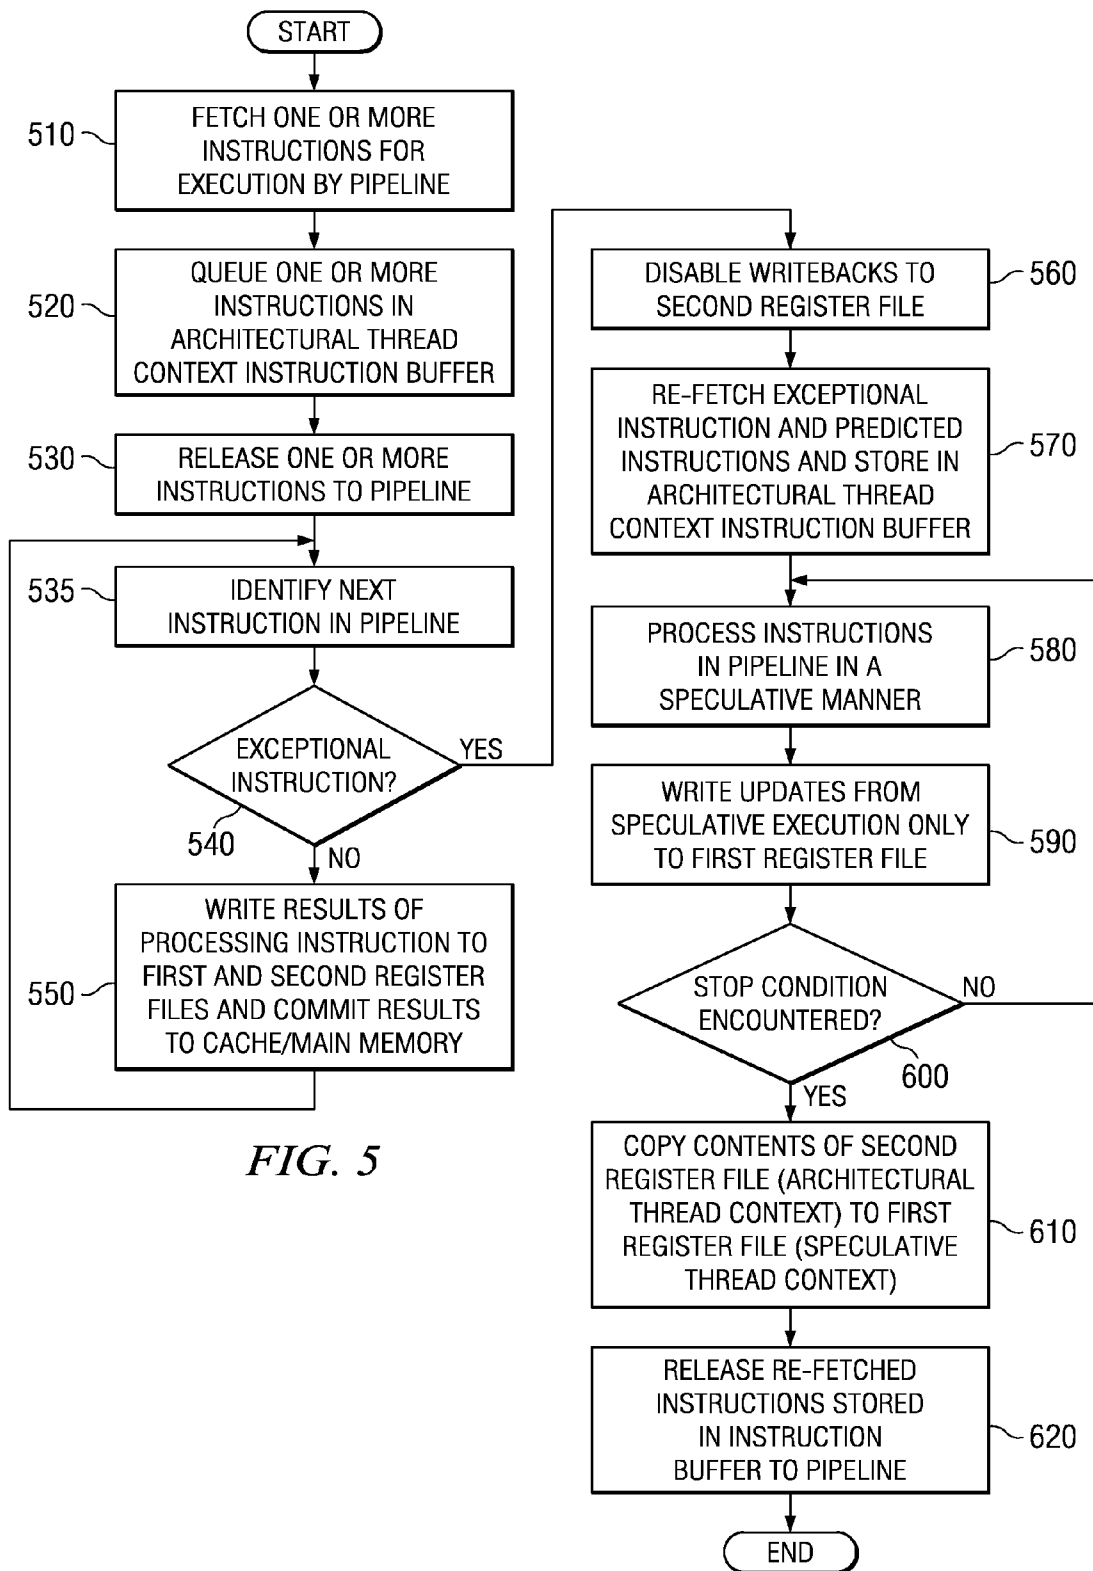 START
510
FETCH ONE OR MORE
INSTRUCTIONS FOR
EXECUTION BY PIPELINE
520
QUEUE ONE OR MORE
INSTRUCTIONS IN
ARCHITECTURAL THREAD
CONTEXT INSTRUCTION BUFFER
530
RELEASE ONE OR MORE
INSTRUCTIONS TO PIPELINE
535
IDENTIFY NEXT
INSTRUCTION IN PIPELINE
EXCEPTIONAL
INSTRUCTION?
YES
540
NO
550
WRITE RESULTS OF
PROCESSING INSTRUCTION TO
FIRST AND SECOND REGISTER
FILES AND COMMIT RESULTS
TO CACHE/MAIN MEMORY
FIG. 5
DISABLE WRITEBACKS TO
SECOND REGISTER FILE
560
RE-FETCH EXCEPTIONAL
INSTRUCTION AND PREDICTED
INSTRUCTIONS AND STORE IN
ARCHITECTURAL THREAD
CONTEXT INSTRUCTION BUFFER
570
PROCESS INSTRUCTIONS
IN PIPELINE IN A
SPECULATIVE MANNER
580
WRITE UPDATES FROM
SPECULATIVE EXECUTION ONLY
TO FIRST REGISTER FILE
590
STOP CONDITION
ENCOUNTERED?
NO
600
YES
COPY CONTENTS OF SECOND
REGISTER FILE (ARCHITECTURAL
THREAD CONTEXT) TO FIRST
REGISTER FILE (SPECULATIVE
THREAD CONTEXT)
610
RELEASE RE-FETCHED
INSTRUCTIONS STORED
IN INSTRUCTION
BUFFER TO PIPELINE
620
END